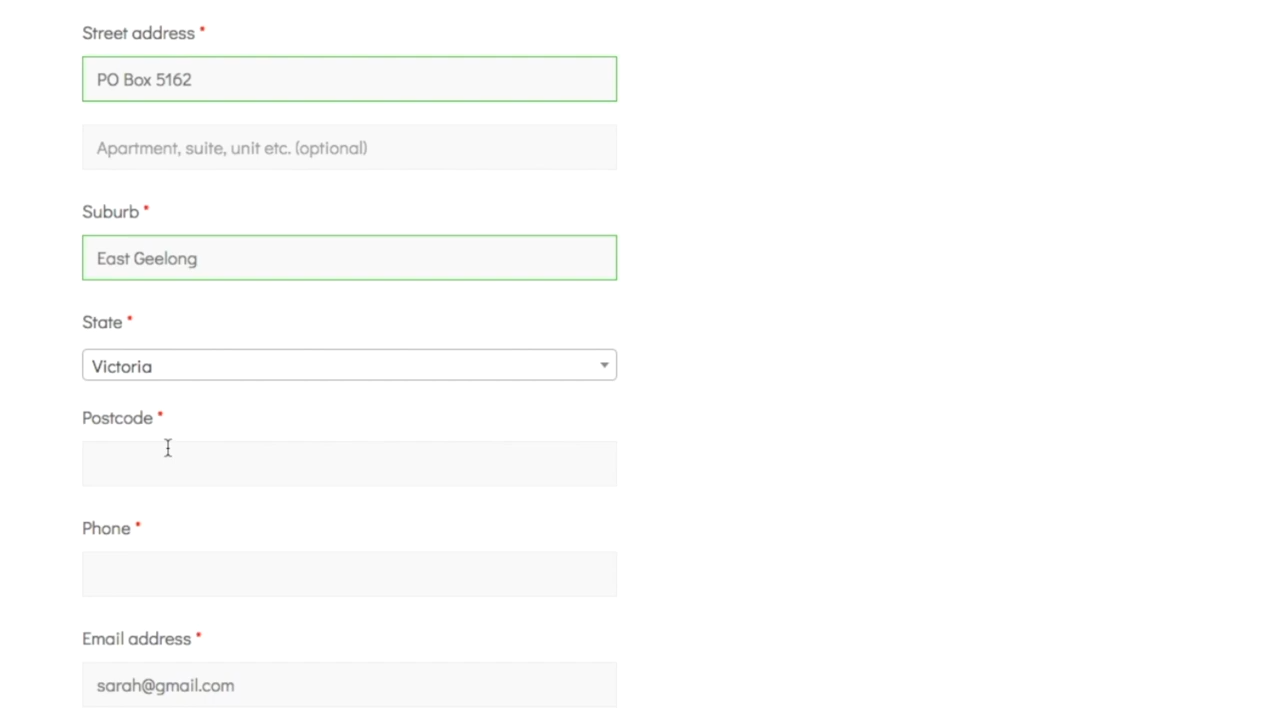 Street address *
PO Box 5162
Apartment, suite, unit etc. (optional)
Suburb *
East Geelong
State *
Victoria
Postcode *
Phone *
Email address *
sarah@gmail.com